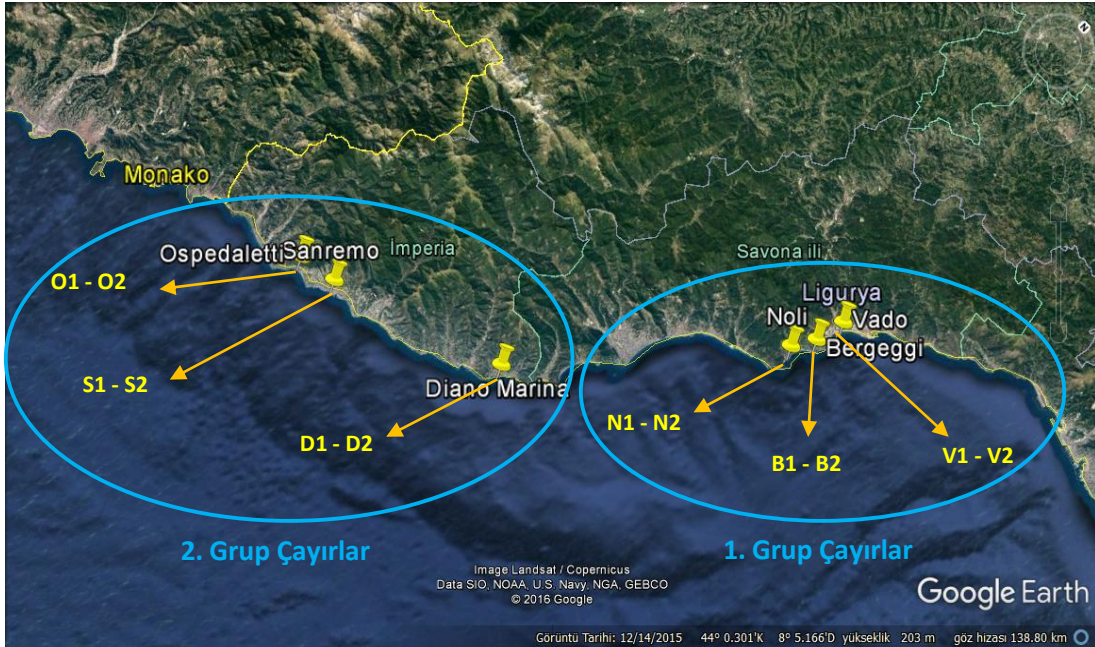 Monako
Ospedaletti
Sanremo
İmperia
O1 - O2
S1 - S2
Diano Marina
D1 - D2
Savona ili
Ligurya
Noli
Vado
Bergeggi
N1 - N2
B1 - B2
V1 - V2
2. Grup Çayırlar
1. Grup Çayırlar
Image Landsat / Copernicus
Data SIO, NOAA, U.S. Navy, NGA, GEBCO
© 2016 Google
Google Earth
Görüntü Tarihi: 12/14/2015 44° 0.301'K 8° 5.166'D yükseklik 203 m göz hizası 138.80 km
N